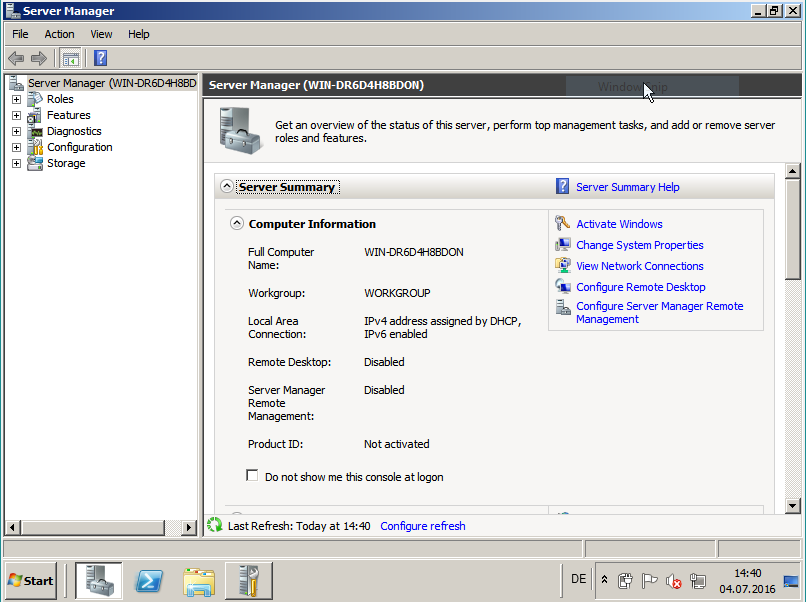 Server Manager
File Action View Help
Server Manager (WIN-DR6D4H8BD
Roles
Features
Diagnostics
Configuration
Storage
Server Manager (WIN-DR6D4H8BDON)
Window Snip
Get an overview of the status of this server, perform top management tasks, and add or remove server
roles and features.
Server Summary
Server Summary Help
Computer Information
Full Computer
Name:
WIN-DR6D4H8BDON
Workgroup:
WORKGROUP
Local Area
Connection:
IPv4 address assigned by DHCP,
IPv6 enabled
Remote Desktop:
Disabled
Server Manager
Remote
Management:
Disabled
Product ID:
Not activated
Do not show me this console at logon
Activate Windows
Change System Properties
View Network Connections
Configure Remote Desktop
Configure Server Manager Remote
Management
Last Refresh: Today at 14:40 Configure refresh
Start
DE
14:40
04.07.2016